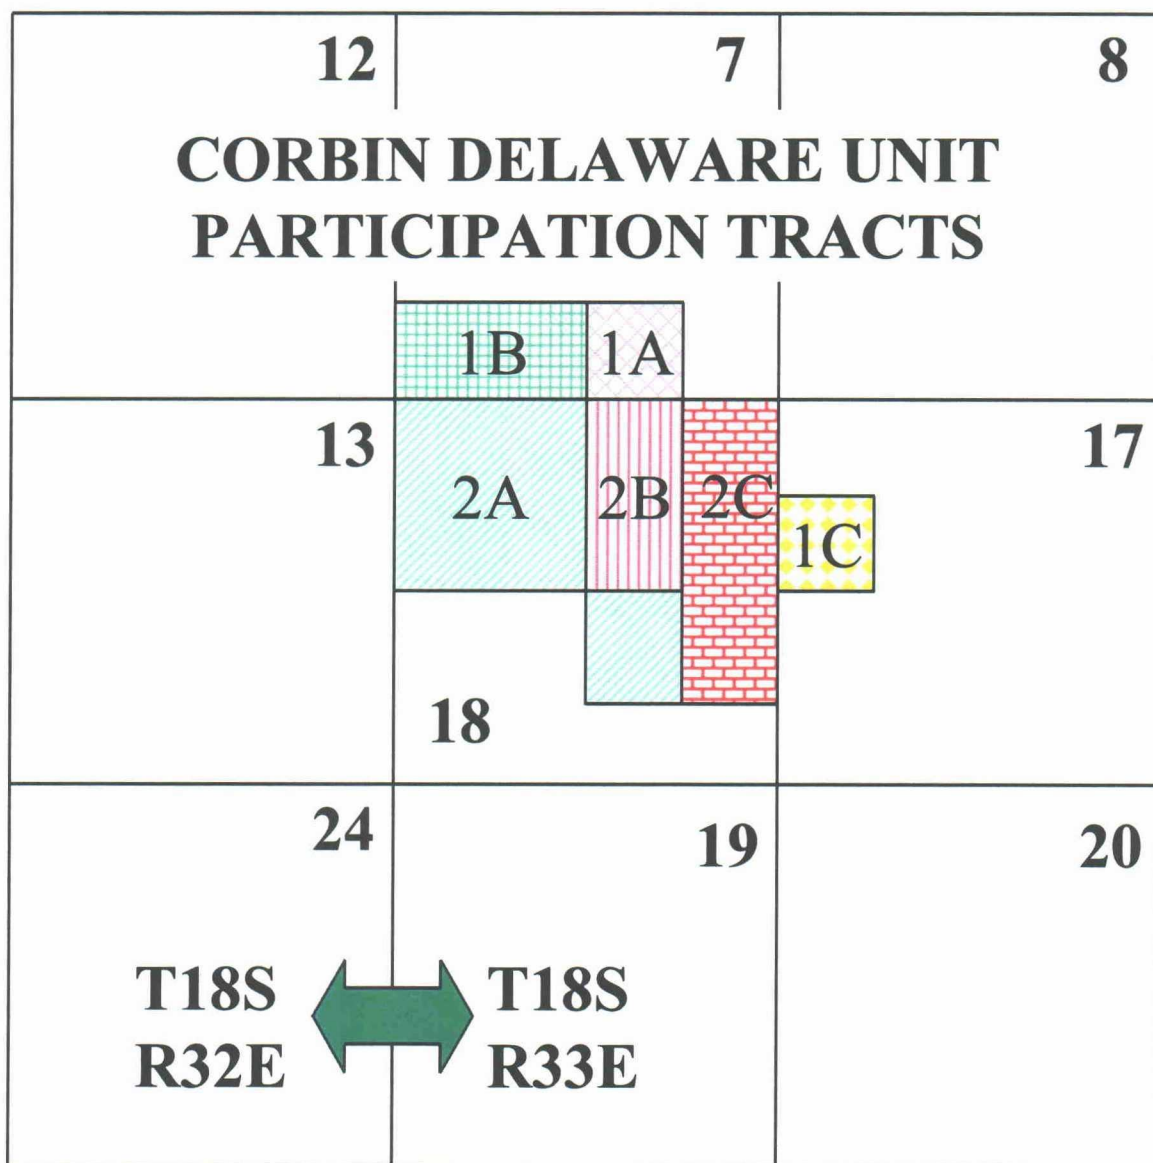 12 7 8
CORBIN DELAWARE UNIT
PARTICIPATION TRACTS
1B 1A
13 17
2A 2B 2C
1C
18
24 19 20
T18S T18S
R32E R33E